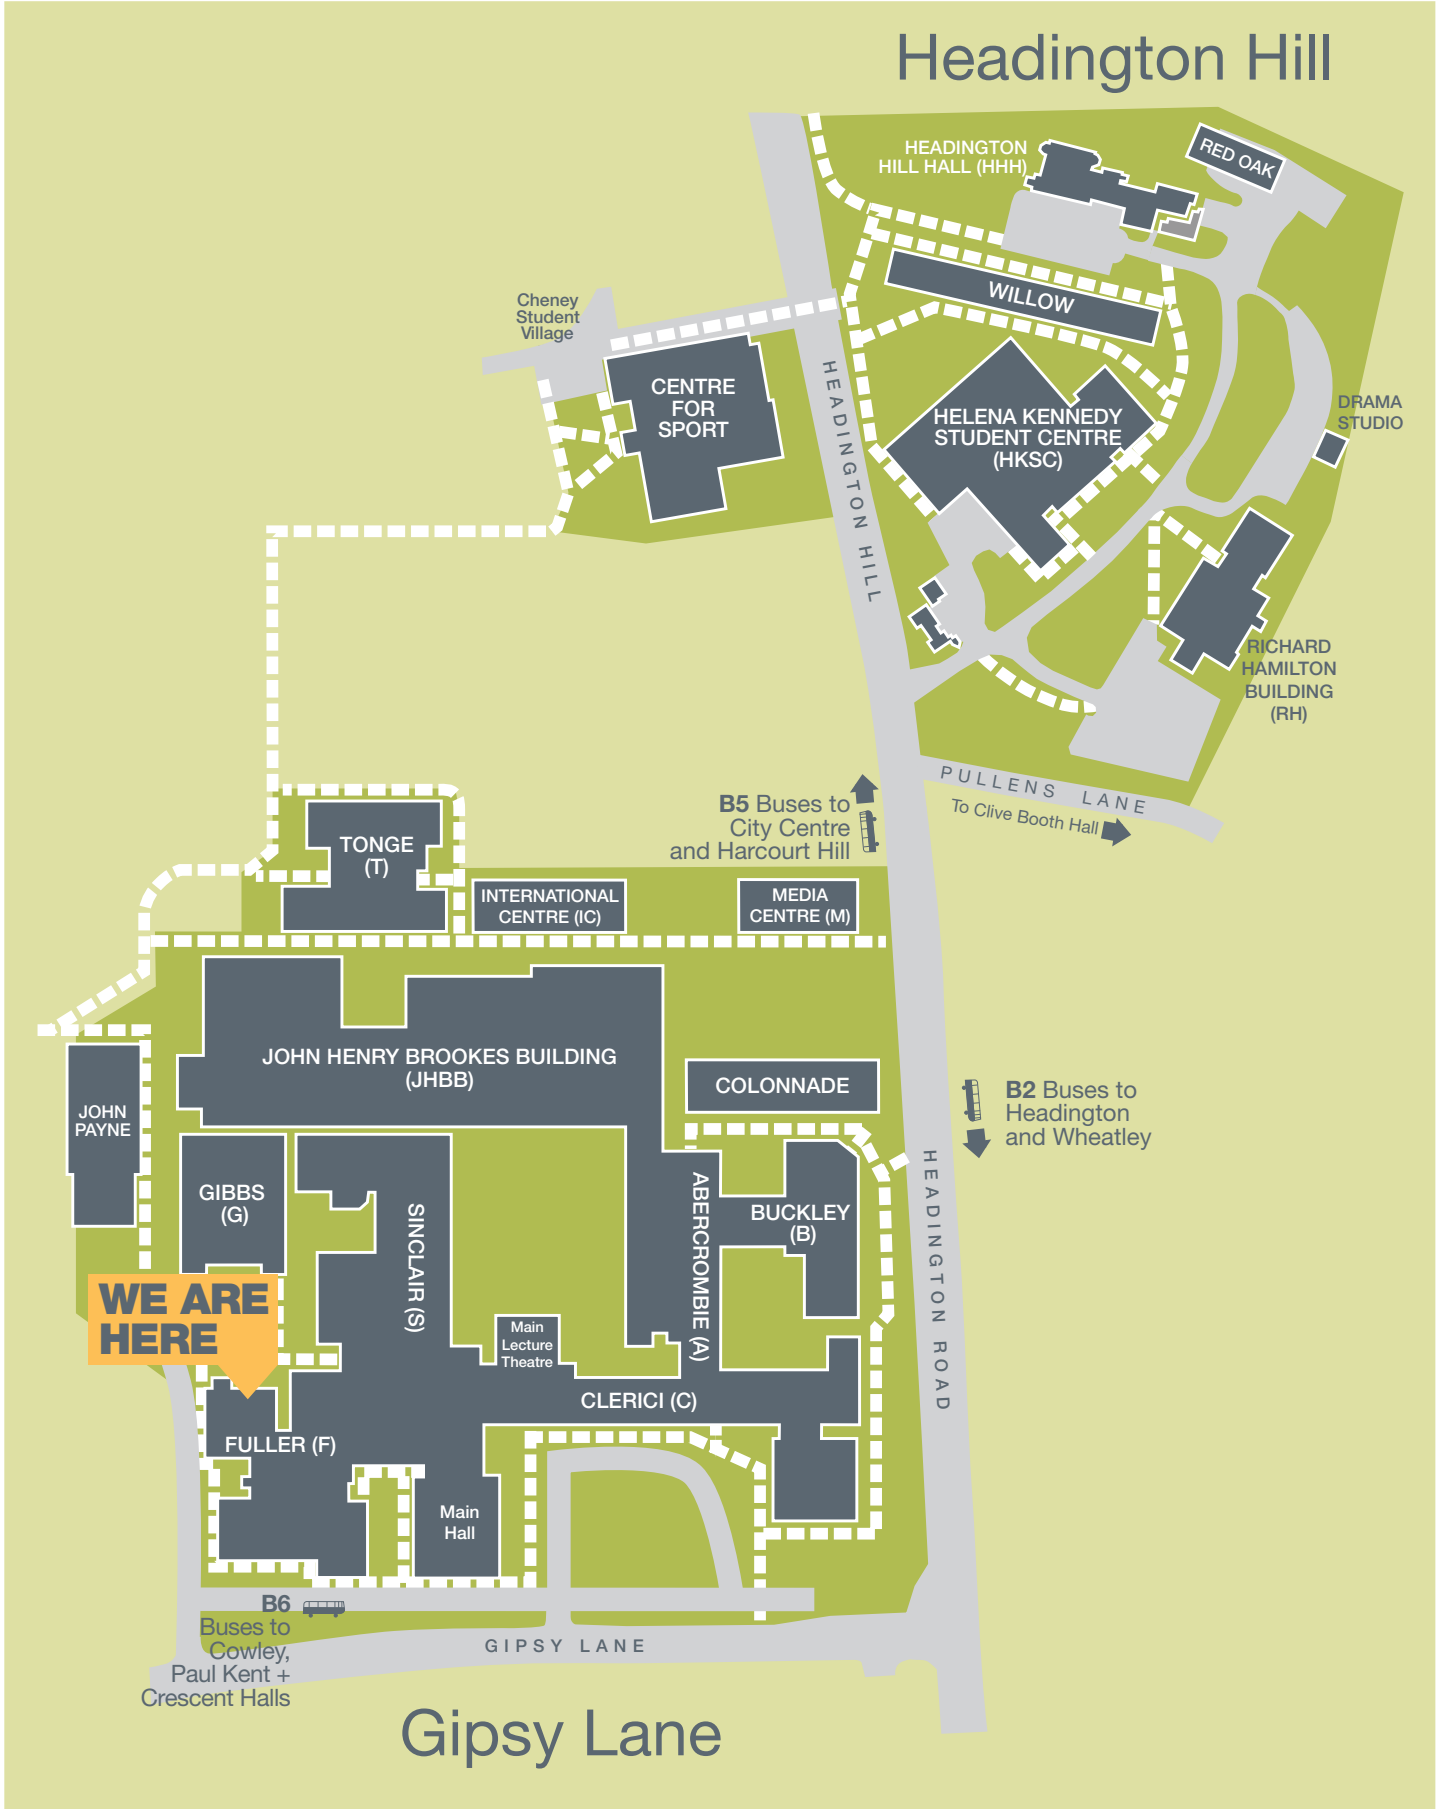 Headington Hill
HEADINGTON
HILL HALL (HHH)
RED OAK
WILLOW
Cheney
Student
Village
CENTRE
FOR
SPORT
HEADINGTON HILL
HELENA KENNEDY
STUDENT CENTRE
(HKSC)
DRAMA
STUDIO
RICHARD
HAMILTON
BUILDING
(RH)
PULLENS LANE
To Clive Booth Hall
B5 Buses to
City Centre
and Harcourt Hill
TONGE
(T)
INTERNATIONAL
CENTRE (IC)
MEDIA
CENTRE (M)
JOHN HENRY BROOKES BUILDING
(JHBB)
COLONNADE
B2 Buses to
Headington
and Wheatley
JOHN
PAYNE
GIBBS
(G)
SINCLAIR (S)
ABERCROMBIE (A)
BUCKLEY
(B)
HEADINGTON ROAD
WE ARE
HERE
Main
Lecture
Theatre
CLERICI (C)
FULLER (F)
Main
Hall
B6
Buses to
Cowley,
Paul Kent +
Crescent Halls
GIPSY LANE
Gipsy Lane